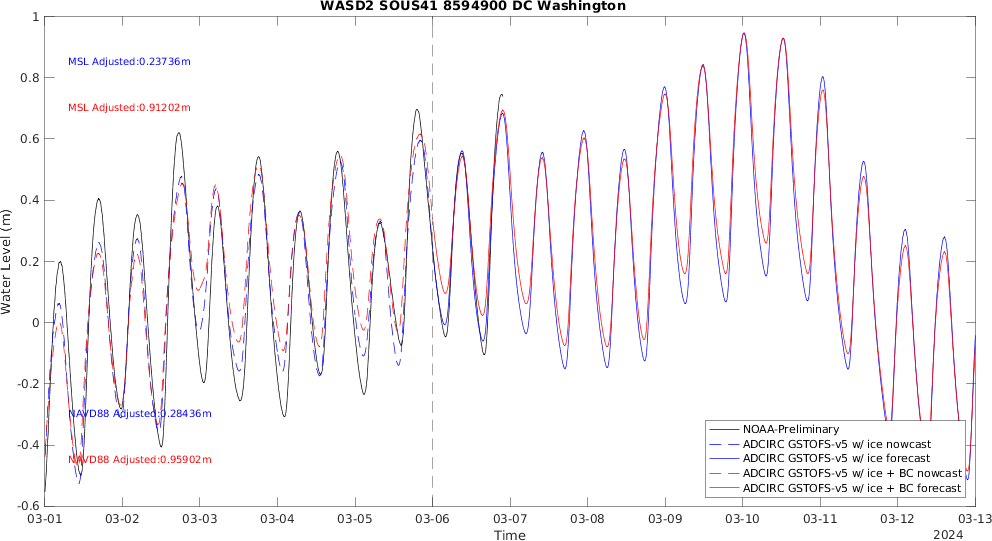 WASD2 SOUS41 8594900 DC Washington
1
0.8
0.6
0.4
0.2
0
-0.2
-0.4
-0.6
Water Level (m)
MSL Adjusted:0.23736m
MSL Adjusted:0.91202m
NAVD88 Adjusted:0.28436m
NAVD88 Adjusted:0.95902m
NOAA-Preliminary
ADCIRC GSTOFS-v5 w/ ice nowcast
ADCIRC GSTOFS-v5 w/ ice forecast
ADCIRC GSTOFS-v5 w/ ice + BC nowcast
ADCIRC GSTOFS-v5 w/ ice + BC forecast
03-01 03-02 03-03 03-04 03-05 03-06 03-07 03-08 03-09 03-10 03-11 03-12 03-13
Time
2024